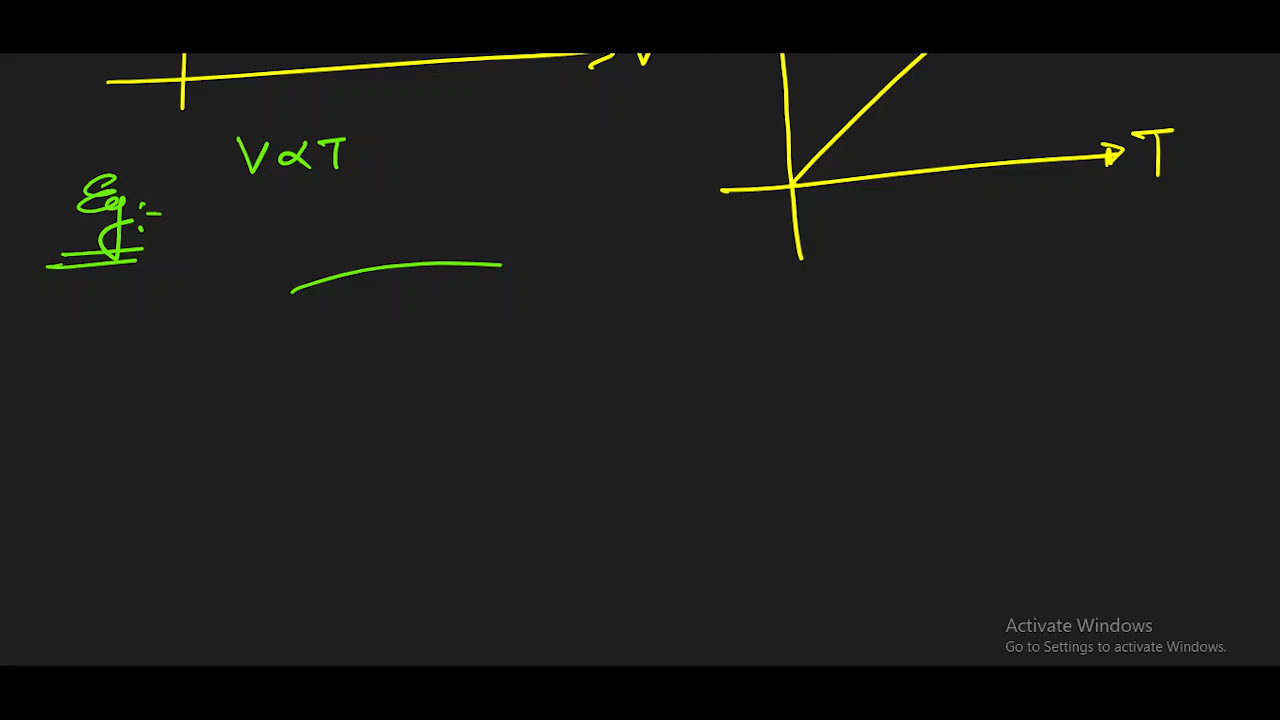 V
T
V ∝ T
Eg:-
Activate Windows
Go to Settings to activate Windows.